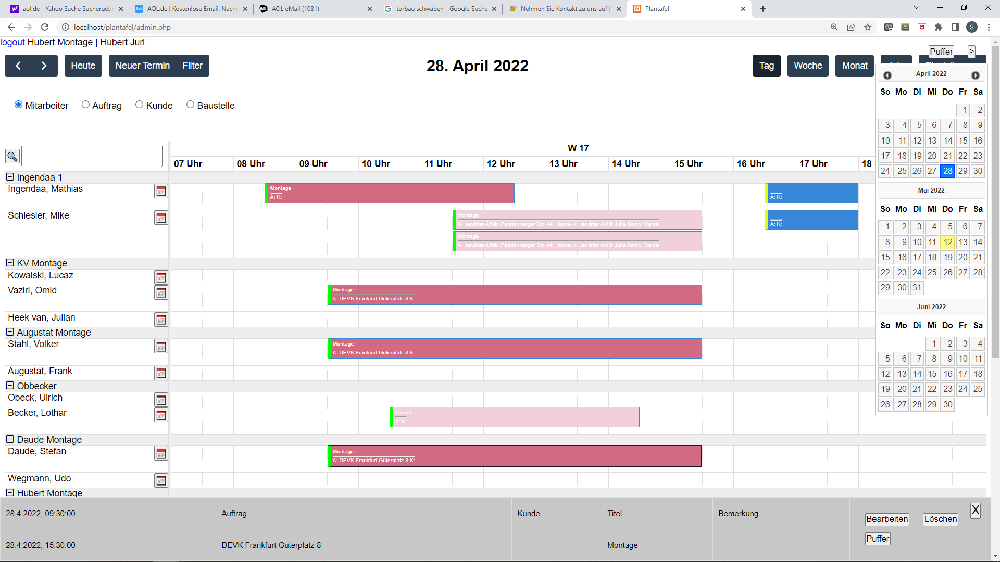 aol.de - Yahoo Suche Suchergebn
AOL.de | Kostenlose Email, Nachr
AOL eMail (1081)
torbau schwaben - Google Suche
Nehmen Sie Kontakt zu uns auf |
Plantafel
localhost/plantafel/admin.php
S
logout Hubert Montage | Hubert Juri
Puffer >
Heute Neuer Termin Filter
28. April 2022
Tag Woche Monat
Mitarbeiter Auftrag Kunde Baustelle
W 17
07 Uhr 08 Uhr 09 Uhr 10 Uhr 11 Uhr 12 Uhr 13 Uhr 14 Uhr 15 Uhr 16 Uhr 17 Uhr 18
Ingendaa 1
Ingendaa, Mathias
Montage
A: K:
A: K:
Schlesier, Mike
Montage
A: Jendrian-Uhlir, Peddenberger Str. 44, Hünxe K: Jendrian-Uhlir Julia &amp; Daniel
Montage
A: Jendrian-Uhlir, Peddenberger Str. 44, Hünxe K: Jendrian-Uhlir Julia &amp; Daniel
A: K:
KV Montage
Kowalski, Lucaz
Vaziri, Omid
Montage
A: DEVK Frankfurt Güterplatz 8 K:
Heek van, Julian
Augustat Montage
Stahl, Volker
Montage
A: DEVK Frankfurt Güterplatz 8 K:
Augustat, Frank
Obbecker
Obeck, Ulrich
Becker, Lothar
Termin
A: K:
Daude Montage
Daude, Stefan
Montage
A: DEVK Frankfurt Güterplatz 8 K:
Wegmann, Udo
Hubert Montage
April 2022
So Mo Di Mi Do Fr Sa
1 2
3 4 5 6 7 8 9
10 11 12 13 14 15 16
17 18 19 20 21 22 23
24 25 26 27 28 29 30
Mai 2022
So Mo Di Mi Do Fr Sa
1 2 3 4 5 6 7
8 9 10 11 12 13 14
15 16 17 18 19 20 21
22 23 24 25 26 27 28
29 30 31
Juni 2022
So Mo Di Mi Do Fr Sa
1 2 3 4
5 6 7 8 9 10 11
12 13 14 15 16 17 18
19 20 21 22 23 24 25
26 27 28 29 30
28.4.2022, 09:30:00 Auftrag Kunde Titel Bemerkung
Bearbeiten Löschen X
Puffer
28.4.2022, 15:30:00 DEVK Frankfurt Güterplatz 8 Montage